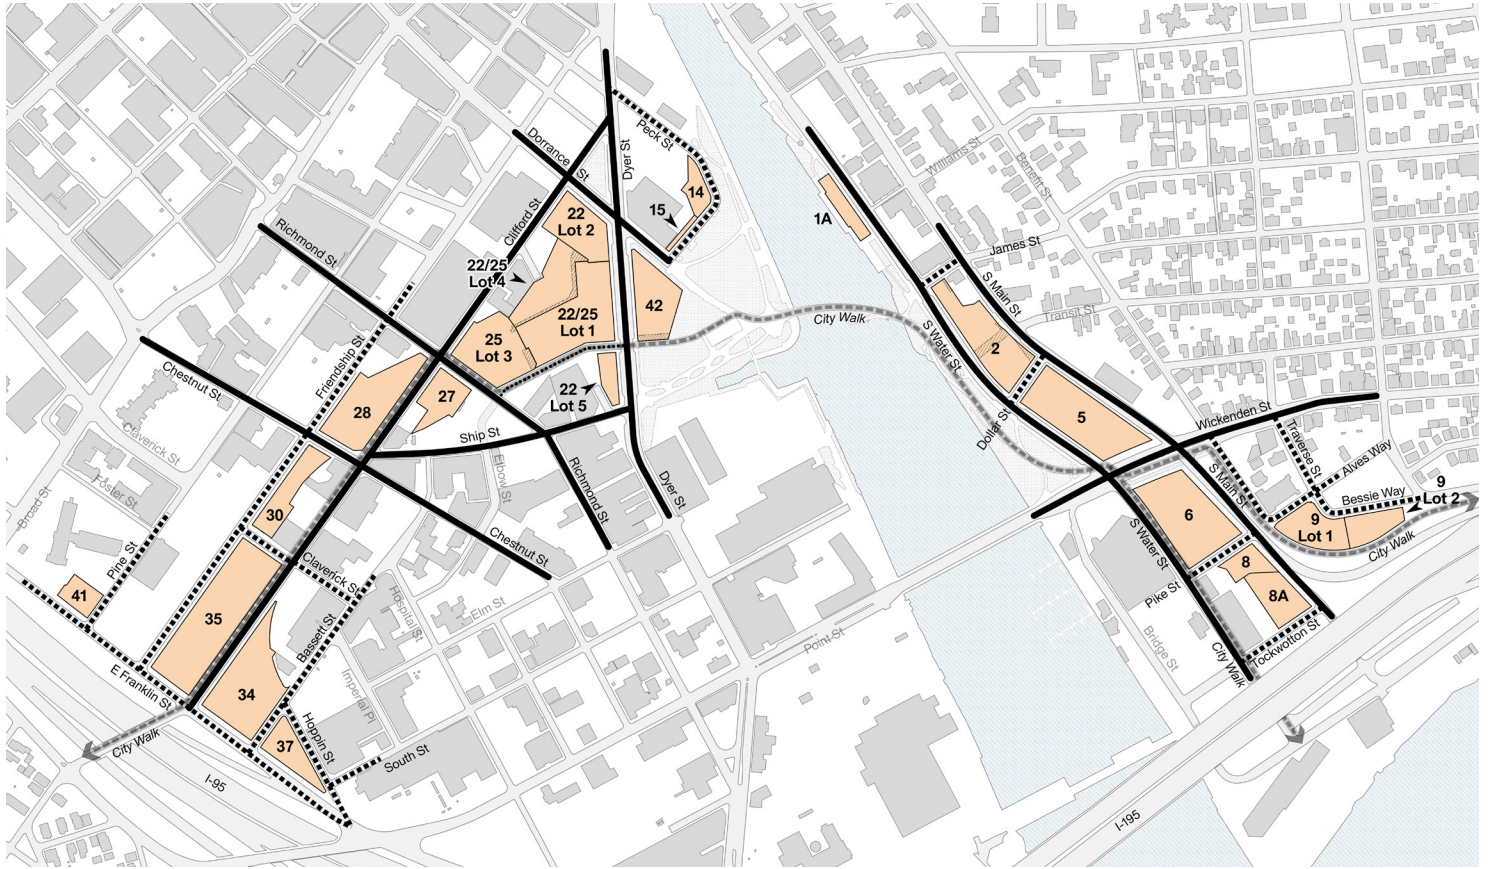 Peck St
Dorrance
St
Dyer St
Williams St
Benefit St
14
15
1A
22
Lot 2
Clifford St
Richmond St
James St
22/25
Lot 4
S Main St
42
22/25
Lot 1
Transit St
City Walk
25
Lot 3
S Water St
2
Friendship St
Chestnut St
27
22
Lot 5
28
5
Wickenden St
Dollar St
Ship St
Claverick St
Traverse St
Alves Way
Elbow St
Richmond St
Dyer St
Foster St
Broad St
S Main St
9
Lot 2
Bessie Way
30
6
9
Lot 1
S Water St
City Walk
Pine St
Chestnut St
Claverick St
8
41
8A
Pike St
Hospital St
Elm St
35
Bassett St
Point St
Bridge St
Tockwotton St
City Walk
E Franklin St
34
Imperial Pl
Hoppin St
City Walk
37
South St
I-95
I-195